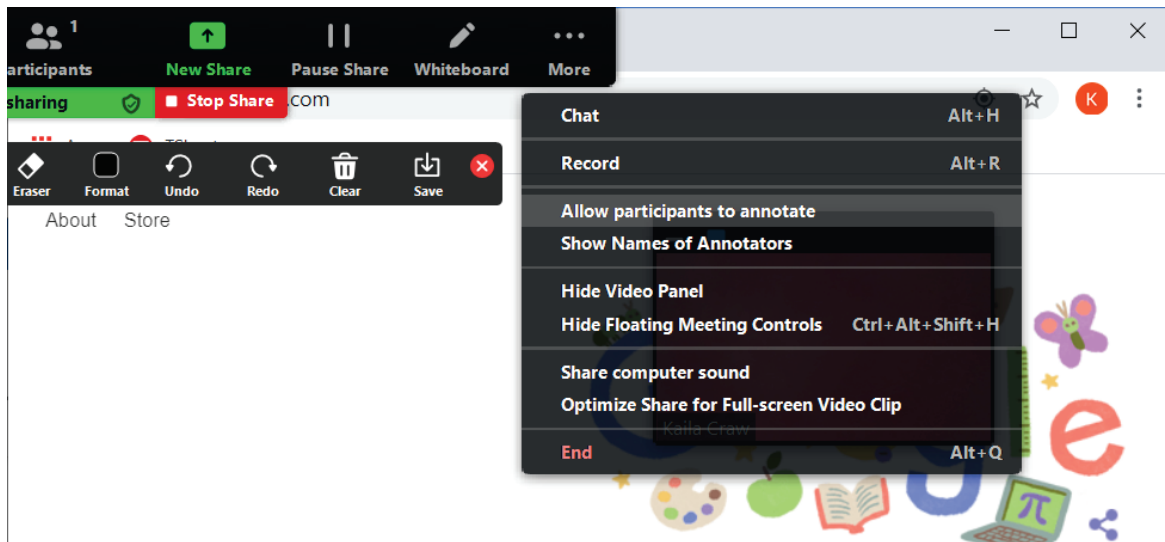 1
articipants New Share Pause Share Whiteboard More
sharing Stop Share .com K
Chat Alt+H
Record Alt+R
Eraser Format Undo Redo Clear Save
Allow participants to annotate
About Store
Show Names of Annotators
Hide Video Panel
Hide Floating Meeting Controls Ctrl+Alt+Shift+H
Share computer sound
Optimize Share for Full-screen Video Clip
Kaila Craw
End Alt+Q
g e
π